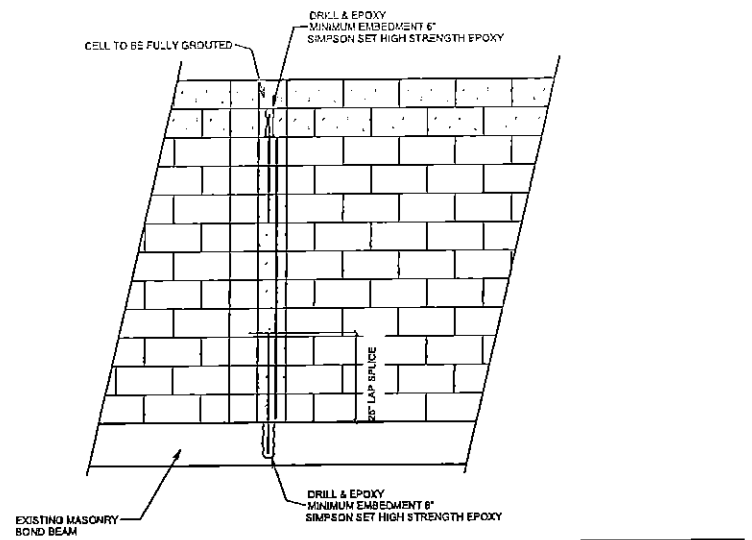 DRILL & EPOXY
MINIMUM EMBEDMENT 6"
SIMPSON SET HIGH STRENGTH EPOXY
CELL TO BE FULLY GROUTED
25" LAP SPLICE
DRILL & EPOXY
MINIMUM EMBEDMENT 6"
SIMPSON SET HIGH STRENGTH EPOXY
EXISTING MASONRY
BOND BEAM